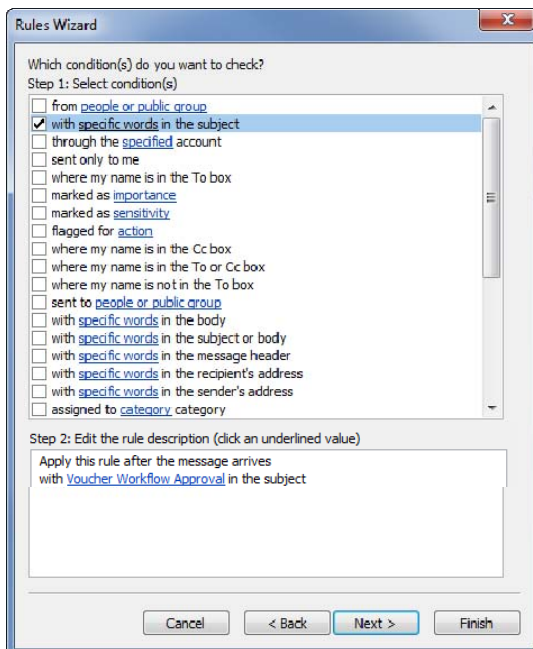 Rules Wizard
Which condition(s) do you want to check?
Step 1: Select condition(s)
from people or public group
with specific words in the subject
through the specified account
sent only to me
where my name is in the To box
marked as importance
marked as sensitivity
flagged for action
where my name is in the Cc box
where my name is in the To or Cc box
where my name is not in the To box
sent to people or public group
with specific words in the body
with specific words in the subject or body
with specific words in the message header
with specific words in the recipient's address
with specific words in the sender's address
assigned to category category
Step 2: Edit the rule description (click an underlined value)
Apply this rule after the message arrives
with Voucher Workflow Approval in the subject
Cancel < Back Next > Finish